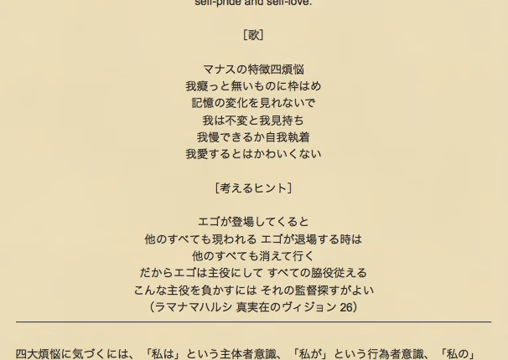 self-pride and self-love.
［歌］
マナスの特徴四煩悩
我癡っと無いものに枠はめ
記憶の変化を見れないで
我は不変と我見持ち
我慢できるか自我執着
我愛するとはかわいくない
［考えるヒント］
エゴが登場してくると
他のすべても現われる エゴが退場する時は
他のすべても消えて行く
だからエゴは主役にして すべての脇役従える
こんな主役を負かすには それの監督探すがよい
（ラマナマハルシ 真実在のヴィジョン 26）
四大煩悩に気づくには、「私は」という主体者意識、「私が」という行為者意識、「私の」